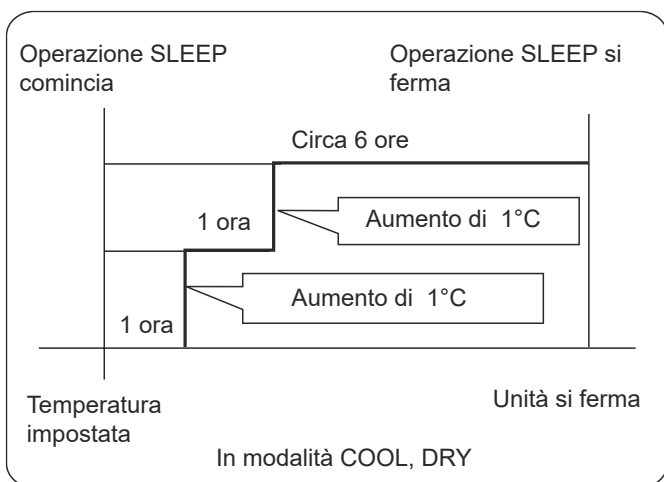 Operazione SLEEP
comincia
Operazione SLEEP si
ferma
Circa 6 ore
1 ora
Aumento di 1°C
Aumento di 1°C
1 ora
Temperatura
impostata
Unità si ferma
In modalità COOL, DRY